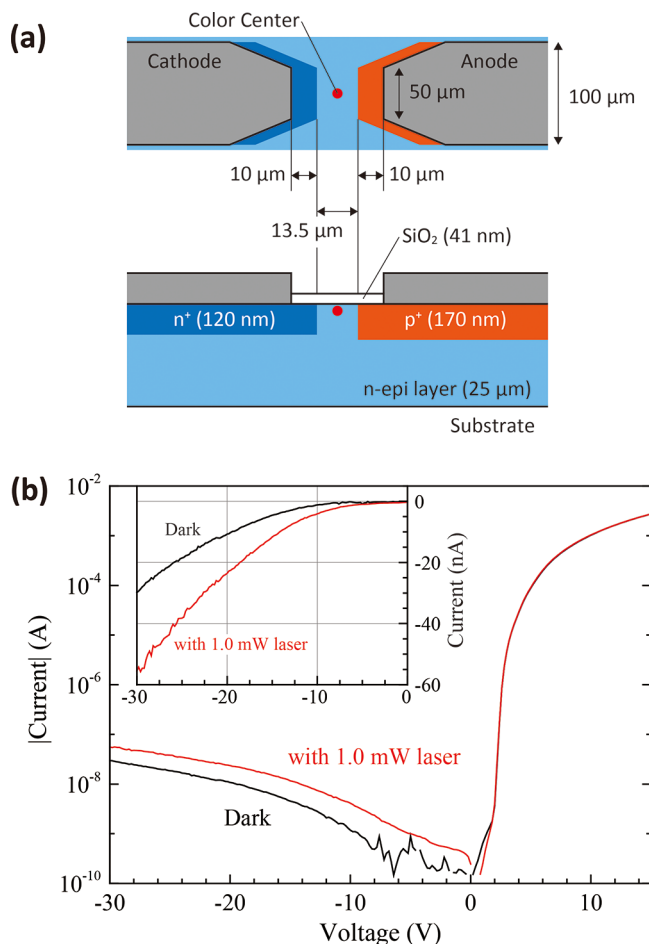 (a)
Color Center
Cathode
Anode
50 μm
100 μm
10 μm
10 μm
13.5 μm
SiO₂ (41 nm)
n⁺ (120 nm)
p⁺ (170 nm)
n-epi layer (25 μm)
Substrate
(b)
10⁻²
10⁻⁴
10⁻⁶
10⁻⁸
10⁻¹⁰
|Current| (A)
0
-20
-40
-60
Current (nA)
Dark
with 1.0 mW laser
-30
-20
-10
0
with 1.0 mW laser
Dark
-30
-20
-10
0
10
Voltage (V)